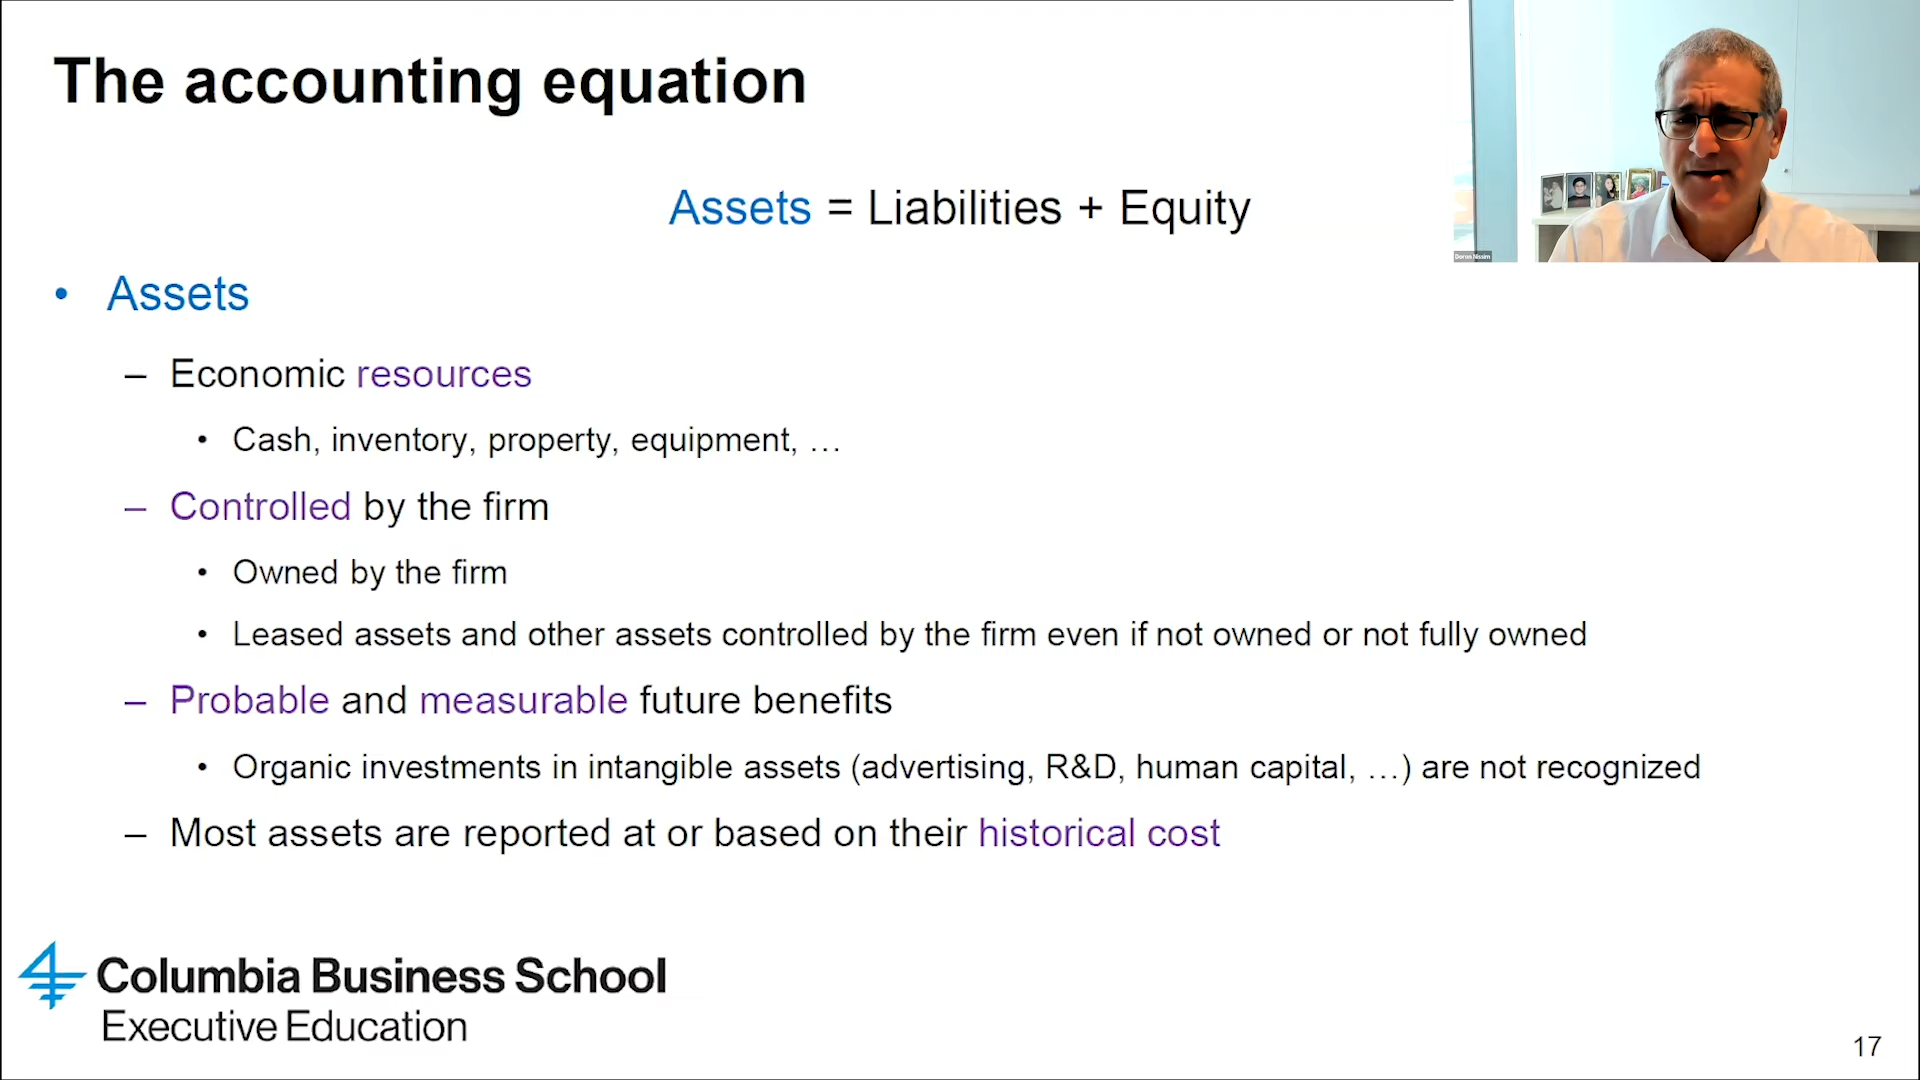 The accounting equation
Assets = Liabilities + Equity
• Assets
– Economic resources
• Cash, inventory, property, equipment, …
– Controlled by the firm
• Owned by the firm
• Leased assets and other assets controlled by the firm even if not owned or not fully owned
– Probable and measurable future benefits
• Organic investments in intangible assets (advertising, R&D, human capital, …) are not recognized
– Most assets are reported at or based on their historical cost
Columbia Business School
Executive Education
17
Doron Nissim